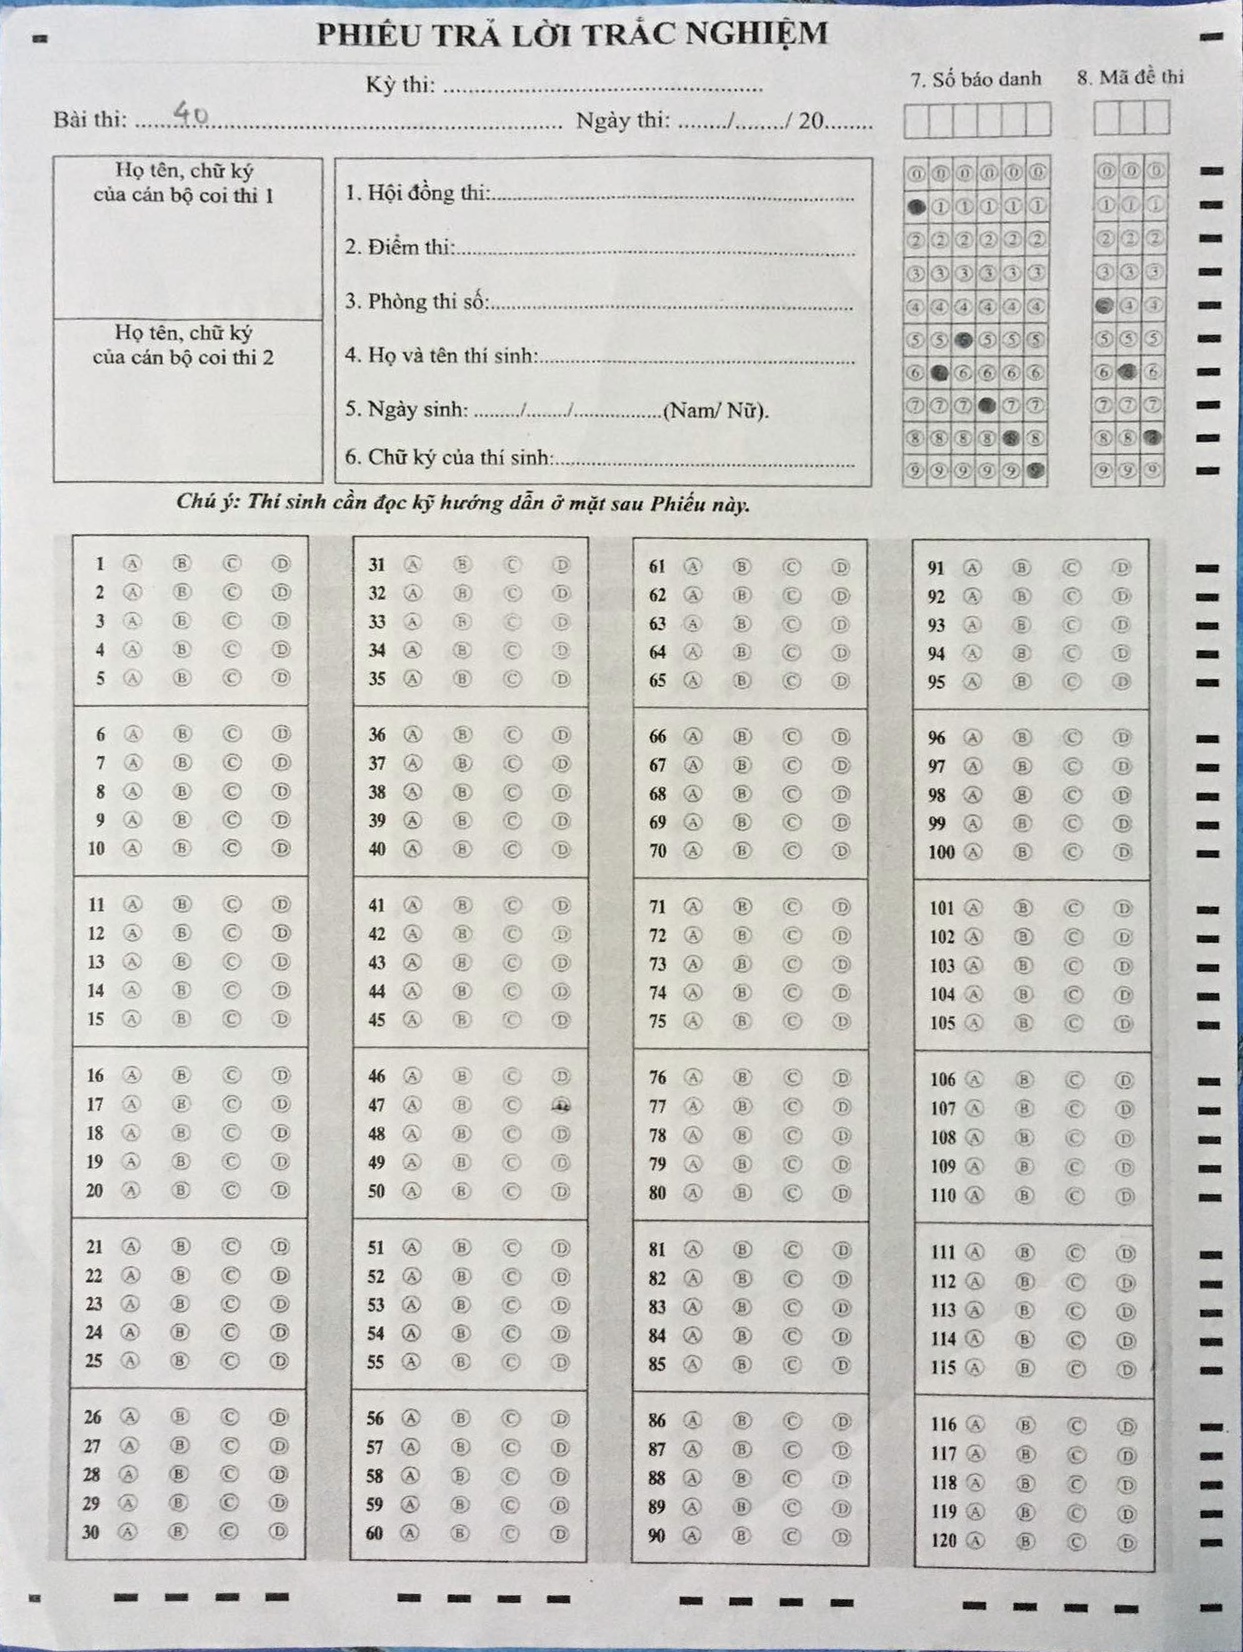 PHIẾU TRẢ LỜI TRẮC NGHIỆM
Kỳ thi: ........................................
7. Số báo danh 8. Mã đề thi
Bài thi: .....40.......................................... Ngày thi: ......../......../ 20........
Họ tên, chữ ký
của cán bộ coi thi 1
Họ tên, chữ ký
của cán bộ coi thi 2
1. Hội đồng thi:..............................................
2. Điểm thi:..............................................
3. Phòng thi số:..............................................
4. Họ và tên thí sinh:..............................................
5. Ngày sinh: ........./......../.................(Nam/ Nữ).
6. Chữ ký của thí sinh:..............................................
0 0 0 0 0 0 0 0 0
1 1 1 1 1 1 1 1
2 2 2 2 2 2 2 2 2
3 3 3 3 3 3 3 3 3
4 4 4 4 4 4 4 4
5 5 5 5 5 5 5 5
6 6 6 6 6 6 6
7 7 7 7 7 7 7 7
8 8 8 8 8 8 8
9 9 9 9 9 9 9 9
Chú ý: Thí sinh cần đọc kỹ hướng dẫn ở mặt sau Phiếu này.
1 A B C D 31 A B C D 61 A B C D 91 A B C D
2 A B C D 32 A B C D 62 A B C D 92 A B C D
3 A B C D 33 A B C D 63 A B C D 93 A B C D
4 A B C D 34 A B C D 64 A B C D 94 A B C D
5 A B C D 35 A B C D 65 A B C D 95 A B C D
6 A B C D 36 A B C D 66 A B C D 96 A B C D
7 A B C D 37 A B C D 67 A B C D 97 A B C D
8 A B C D 38 A B C D 68 A B C D 98 A B C D
9 A B C D 39 A B C D 69 A B C D 99 A B C D
10 A B C D 40 A B C D 70 A B C D 100 A B C D
11 A B C D 41 A B C D 71 A B C D 101 A B C D
12 A B C D 42 A B C D 72 A B C D 102 A B C D
13 A B C D 43 A B C D 73 A B C D 103 A B C D
14 A B C D 44 A B C D 74 A B C D 104 A B C D
15 A B C D 45 A B C D 75 A B C D 105 A B C D
16 A B C D 46 A B C D 76 A B C D 106 A B C D
17 A B C D 47 A B C 77 A B C D 107 A B C D
18 A B C D 48 A B C D 78 A B C D 108 A B C D
19 A B C D 49 A B C D 79 A B C D 109 A B C D
20 A B C D 50 A B C D 80 A B C D 110 A B C D
21 A B C D 51 A B C D 81 A B C D 111 A B C D
22 A B C D 52 A B C D 82 A B C D 112 A B C D
23 A B C D 53 A B C D 83 A B C D 113 A B C D
24 A B C D 54 A B C D 84 A B C D 114 A B C D
25 A B C D 55 A B C D 85 A B C D 115 A B C D
26 A B C D 56 A B C D 86 A B C D 116 A B C D
27 A B C D 57 A B C D 87 A B C D 117 A B C D
28 A B C D 58 A B C D 88 A B C D 118 A B C D
29 A B C D 59 A B C D 89 A B C D 119 A B C D
30 A B C D 60 A B C D 90 A B C D 120 A B C D